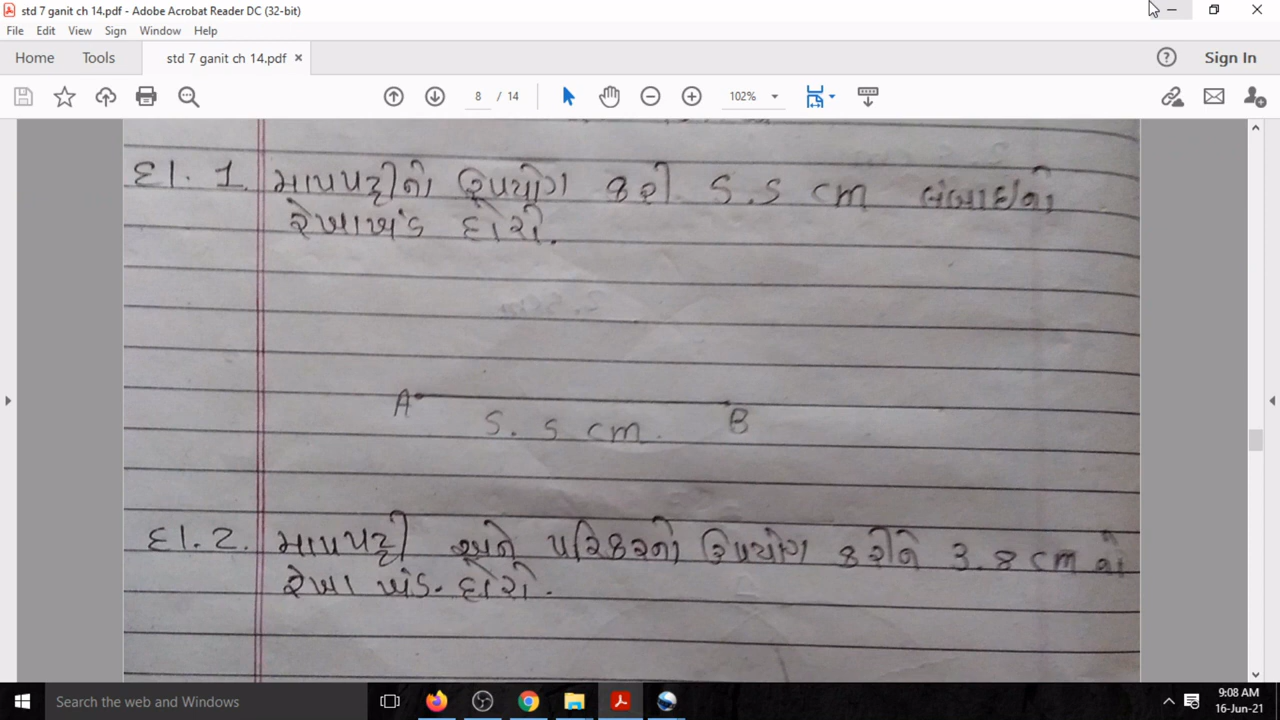 std 7 ganit ch 14.pdf - Adobe Acrobat Reader DC (32-bit)
File Edit View Sign Window Help
Home Tools std 7 ganit ch 14.pdf × Sign In
8 / 14 102%
દા. 1. માપપટ્ટીનો ઉપયોગ કરી 5.5 cm લંબાઇનો
રેખાખંડ દોરો.
A B
5.5 cm.
દા. 2. માપપટ્ટી અને પરિકરનો ઉપયોગ કરીને 3.8 cm નો
રેખા ખંડ દોરો.
Search the web and Windows
9:08 AM
16-Jun-21